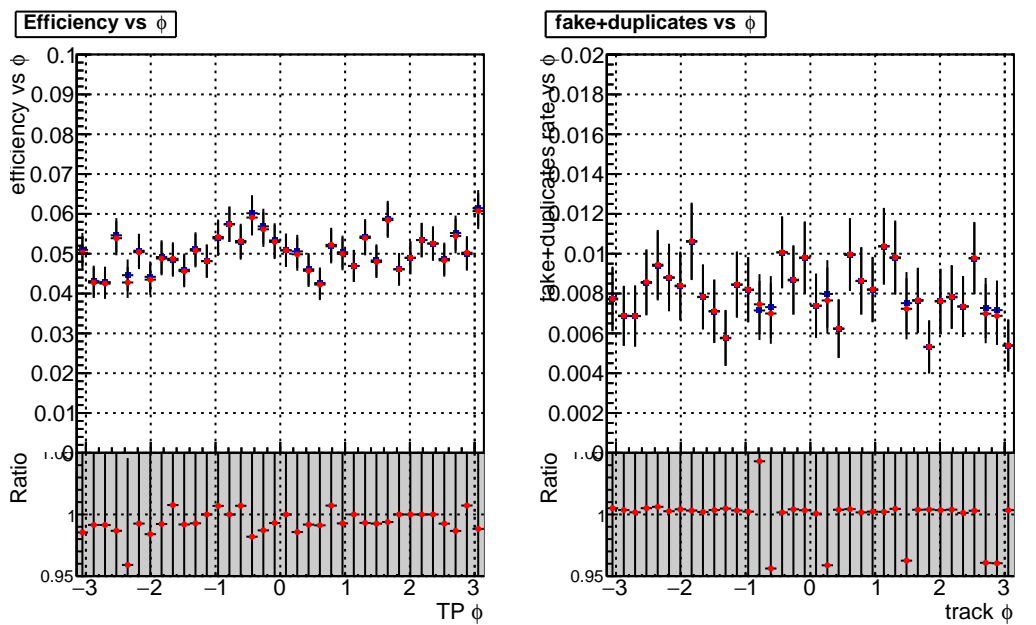 Efficiency vs ϕ
efficiency vs ϕ
0.1
0.09
0.08
0.07
0.06
0.05
0.04
0.03
0.02
0.01
0
Ratio
1
0.95
−3 −2 −1 0 1 2 3
TP ϕ
fake+duplicates vs ϕ
fake+duplicates rate vs ϕ
0.02
0.018
0.016
0.014
0.012
0.01
0.008
0.006
0.004
0.002
0
Ratio
1
0.95
−3 −2 −1 0 1 2 3
track ϕ